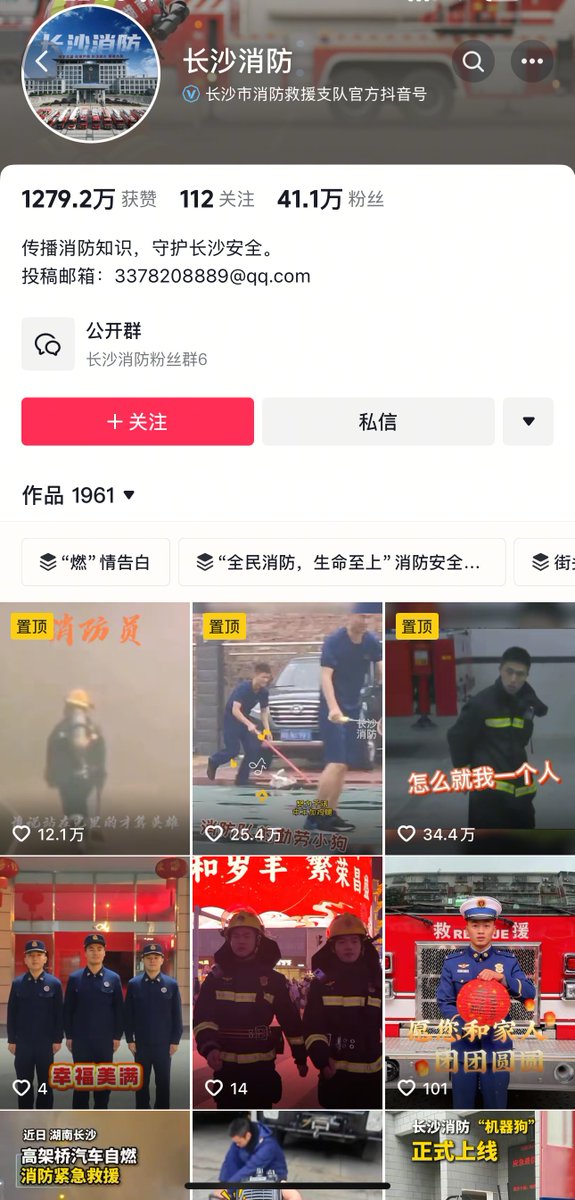 长沙消防
长沙消防
长沙市消防救援支队官方抖音号
1279.2万 获赞 112 关注 41.1万 粉丝
传播消防知识，守护长沙安全。
投稿邮箱：3378208889@qq.com
公开群
长沙消防粉丝群6
+ 关注
私信
作品 1961
“燃”情告白
“全民消防，生命至上”消防安全...
街
置顶
消防员
12.1万
置顶
长沙
消防
消防队
勤劳小狗
25.4万
置顶
怎么就我一个人
34.4万
幸福美满
4
繁荣昌
14
救 RESCUE 援
愿您和家人
团团圆圆
101
近日 湖南长沙
高架桥汽车自燃
消防紧急救援
长沙消防“机器狗”
正式上线